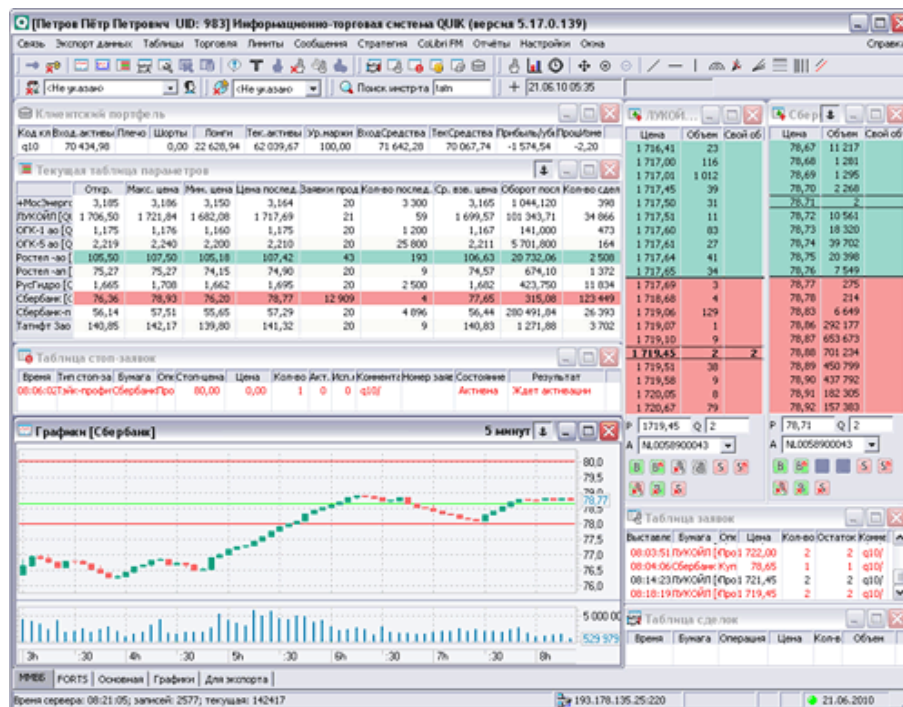 [Петров Пётр Петрович UID: 983] Информационно-торговая система QUIK (версия 5.17.0.139)
Связь Экспорт данных Таблицы Торговля Лимиты Сообщения Стратегия CoLibri FM Отчёты Настройки Окна Справка
<Не указано> <Не указано> Поиск инстр-та tatn 21.06.10 05:35
Клиентский портфель
Код кл Вход.активы Плечо Шорты Лонги Тек.активы Ур.маржи ВходСредства ТекСредства Прибыль/убы
q10 70 434,98 0,00 22 628,94 62 039,67 100,00 71 642,28 70 067,74 -1 574,54 -2,20
Текущая таблица параметров
Откр. Макс. цена Мин. цена Цена послед. Заявки прод Кол-во послед. Ср. взв. цена Оборот посл Кол-во сдел
+МосЭнерг 3,185 3,186 3,150 3,164 20 3 300 3,165 1 044,120 398
ЛУКОЙЛ [Q 1 706,50 1 721,84 1 682,08 1 717,69 21 59 1 699,57 101 343,71 34 866
ОГК-1 ао [Q 1,175 1,176 1,160 1,175 20 1 200 1,167 141,000 473
ОГК-5 ао [Q 2,219 2,240 2,200 2,210 20 25 800 2,211 5 701,800 164
Ростел -ао 105,50 107,50 105,18 107,42 43 193 106,63 20 732,06 2 508
Ростел -ап 75,27 75,27 74,15 74,90 20 9 74,57 674,10 1 372
РусГидро [ 1,665 1,708 1,662 1,695 20 2 500 1,682 423,750 11 834
Сбербанк [ 76,36 78,93 76,20 78,77 12 909 4 77,65 315,08 123 449
Сбербанк-п 56,14 57,51 55,65 57,29 20 4 896 56,44 280 491,84 26 393
Татнфт 3ао 140,85 142,17 139,80 141,32 20 9 140,83 1 271,88 3 702
Таблица стоп-заявок
Время Тип стоп-за Бумага Опе Стоп-цена Цена Кол-во Акт. Исп. Коммента Номер заяв Состояние Результат
08:06:02 Тэйк-профи Сбербанк Про 80,00 0,00 1 0 0 q10/ Активна Ждет активации
Графики [Сбербанк] 5 минут
80,0
79,5
79,0
78,77
78,0
77,5
77,0
76,5
76,0
5 000 00
529 979
3h :30 4h :30 5h :30 6h :30 7h :30 8h
ЛУКОЙ...
Цена Объем Свой об
1 716,41 23
1 717,00 116
1 717,01 1 012
1 717,45 39
1 717,50 31
1 717,51 11
1 717,60 83
1 717,61 27
1 717,64 41
1 717,65 34
1 717,69 3
1 718,68 4
1 719,06 129
1 719,07 1
1 719,10 9
1 719,45 2 2
1 719,51 38
1 719,58 9
1 720,05 8
1 720,67 79
P 1719,45 Q 2
A NL0058900043
Сбер
Цена Объем Свой об
78,67 11 217
78,68 1 281
78,69 1 295
78,70 2 268
78,71 2
78,72 10 561
78,73 18 320
78,74 39 702
78,75 20 398
78,76 7 549
78,77 275
78,78 214
78,83 6 649
78,86 292 177
78,87 653 673
78,88 701 234
78,89 450 799
78,90 437 792
78,91 182 305
78,92 157 383
P 78,71 Q 2
A NL0058900043
Таблица заявок
Выставле Бумага Опе Цена Кол-во Остаток Комме
08:03:51 ЛУКОЙЛ [ Про 1 722,00 2 2 q10/
08:04:06 Сбербанк Куп 78,65 1 1 q10/
08:14:23 ЛУКОЙЛ [ Про 1 721,45 2 2 q10/
08:18:19 ЛУКОЙЛ [ Про 1 719,45 2 2 q10/
Таблица сделок
Время Бумага Операция Цена Кол-в Объем
ММВБ FORTS Основная Графики Для экспорта
Время сервера: 08:21:05; записей: 2577; текущая: 142417 193.178.135.25:220 21.06.2010